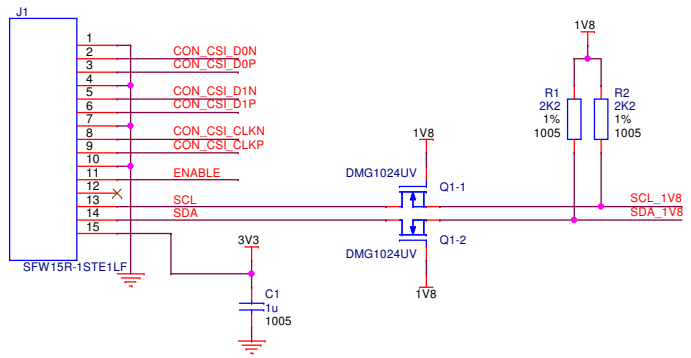 J1
1
2
3
4
5
6
7
8
9
10
11
12
13
14
15
CON_CSI_D0N
CON_CSI_D0P
CON_CSI_D1N
CON_CSI_D1P
CON_CSI_CLKN
CON_CSI_CLKP
ENABLE
SCL
SDA
SFW15R-1STE1LF
3V3
C1
1u
1005
1V8
DMG1024UV
Q1-1
Q1-2
DMG1024UV
1V8
1V8
R1
2K2
1%
1005
R2
2K2
1%
1005
SCL_1V8
SDA_1V8